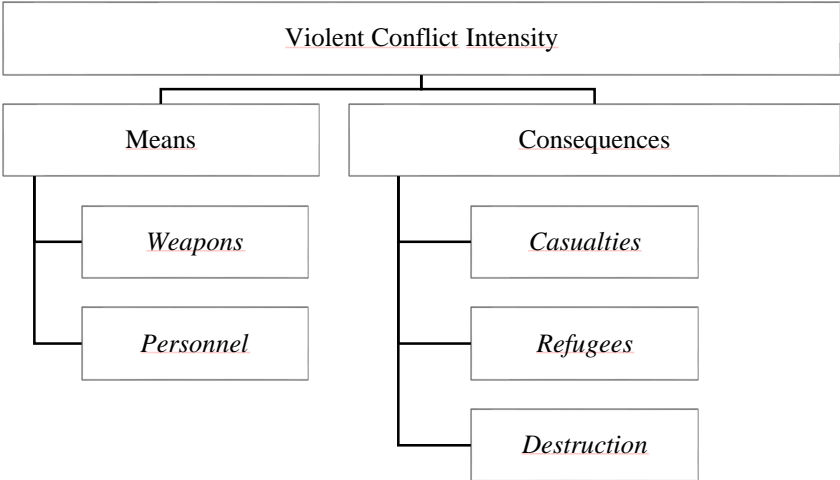 Violent Conflict Intensity
Means
Weapons
Personnel
Consequences
Casualties
Refugees
Destruction